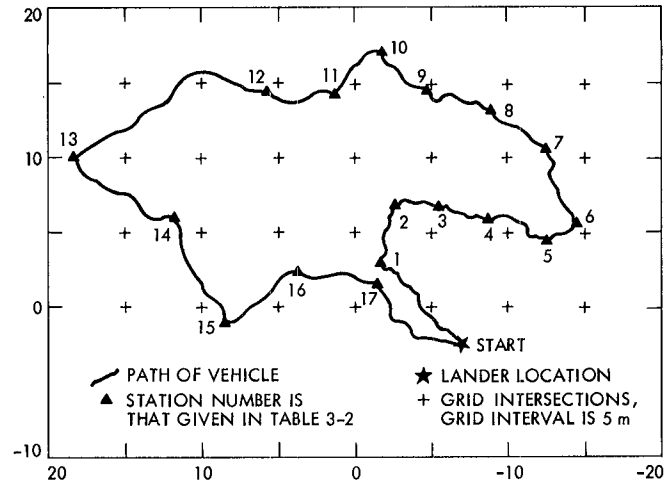 20
10
11
12
9
8
13
7
10
14
2
3
4
6
5
1
16
17
0
15
START
PATH OF VEHICLE
STATION NUMBER IS
THAT GIVEN IN TABLE 3-2
LANDER LOCATION
GRID INTERSECTIONS,
GRID INTERVAL IS 5 m
-10
20 10 0 -10 -20